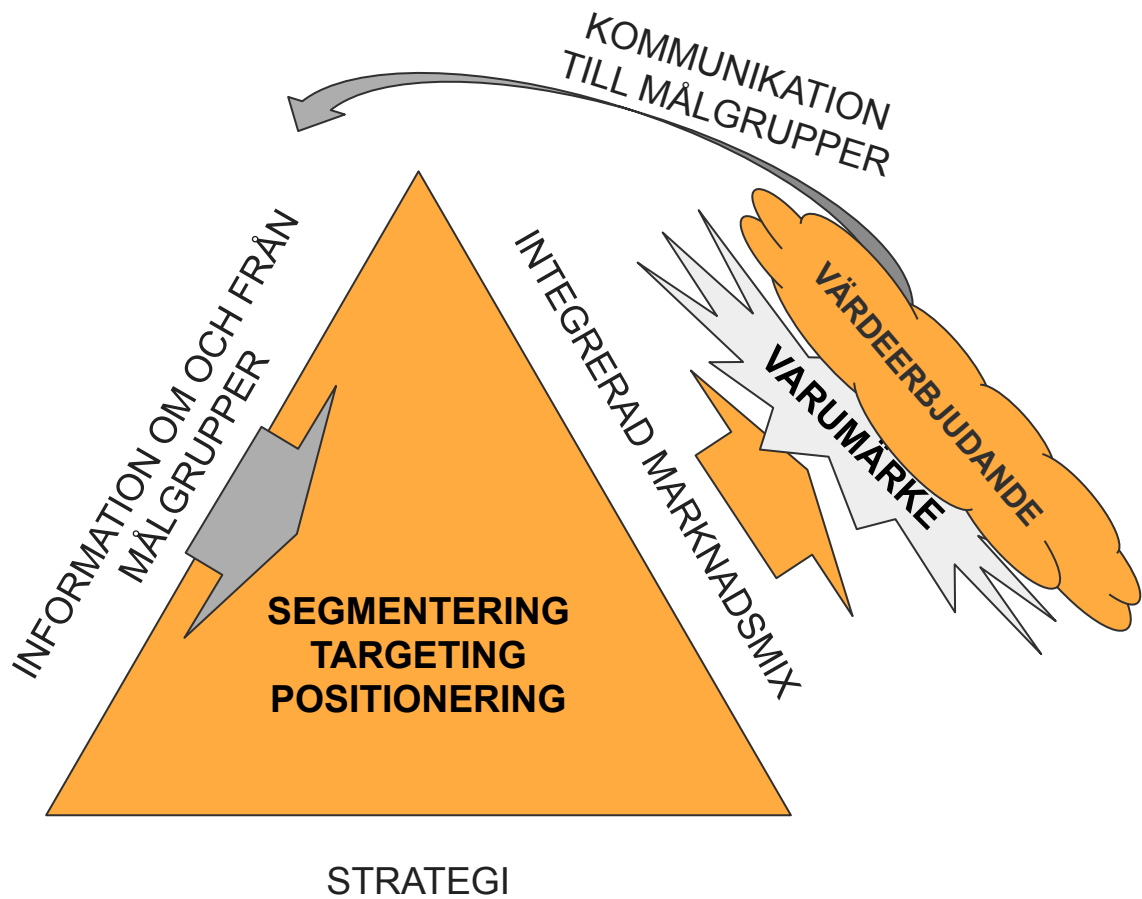 KOMMUNIKATION
TILL MÅLGRUPPER
INFORMATION OM OCH FRÅN
MÅLGRUPPER
INTEGRERAD MARKNADSMIX
VARUMÄRKE
VÄRDEERBJUDANDE
SEGMENTERING
TARGETING
POSITIONERING
STRATEGI